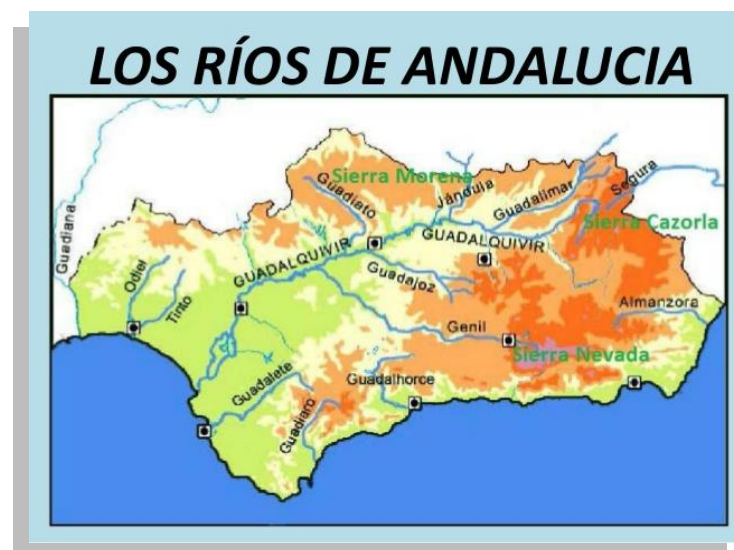 LOS RÍOS DE ANDALUCIA
Sierra Morena
Guadiato
Jándula
Guadalimar
Segura
Sierra Cazorla
Guadiana
GUADALQUIVIR
GUADALQUIVIR
Odiel
Tinto
Guadajoz
Almanzora
Genil
Sierra Nevada
Guadalete
Guadalhorce
Guadiaro